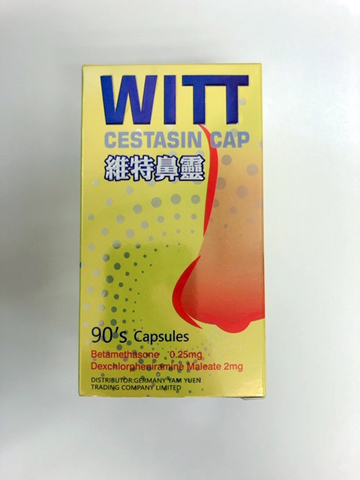 WITT
CESTASIN CAP
維特鼻靈
90's Capsules
Betamethasone 0.25mg
Dexchlorpheniramine Maleate 2mg
DISTRIBUTOR:GERMANY YAM YUEN
TRADING COMPANY LIMITED